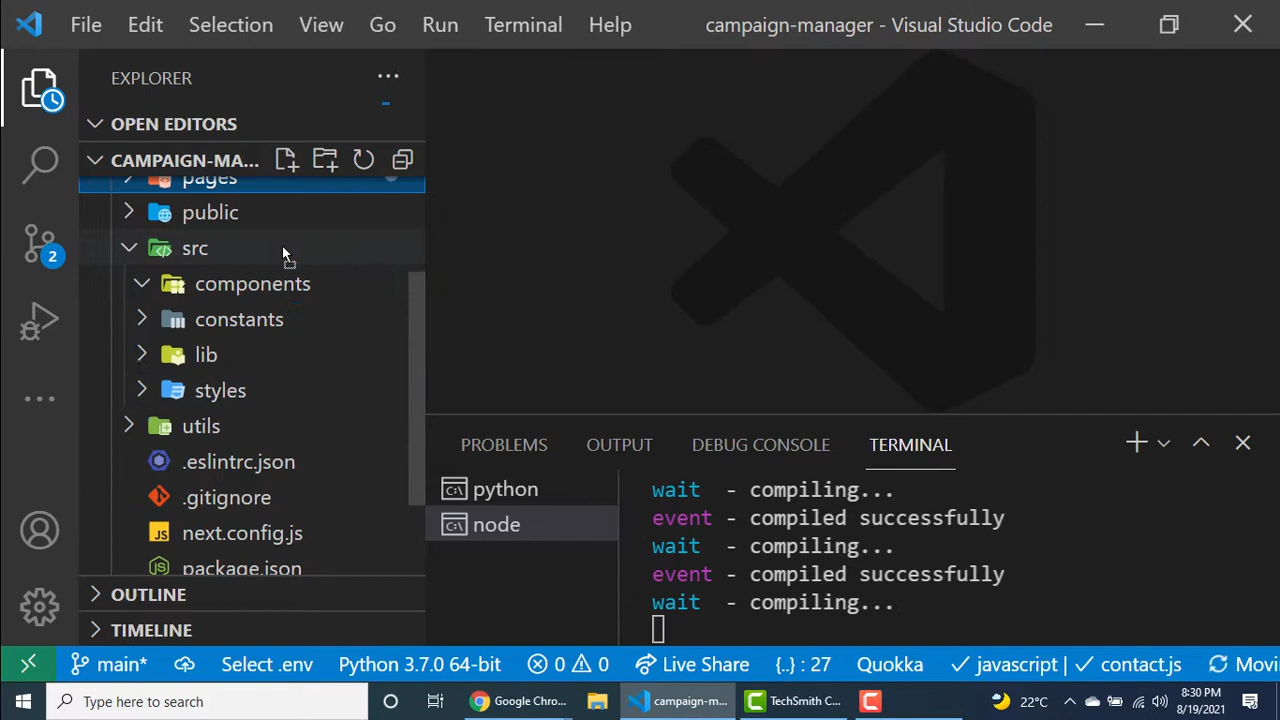 File Edit Selection View Go Run Terminal Help campaign-manager - Visual Studio Code
EXPLORER
OPEN EDITORS
CAMPAIGN-MA...
pages
public
src
components
constants
lib
styles
utils
.eslintrc.json
.gitignore
next.config.js
package.json
OUTLINE
TIMELINE
2
PROBLEMS OUTPUT DEBUG CONSOLE TERMINAL
python
node
wait - compiling...
event - compiled successfully
wait - compiling...
event - compiled successfully
wait - compiling...
main* Select .env Python 3.7.0 64-bit 0 0 Live Share {..} : 27 Quokka javascript | contact.js Movi
Type here to search Google Chro... campaign-m... TechSmith C... 22°C 8:30 PM
8/19/2021